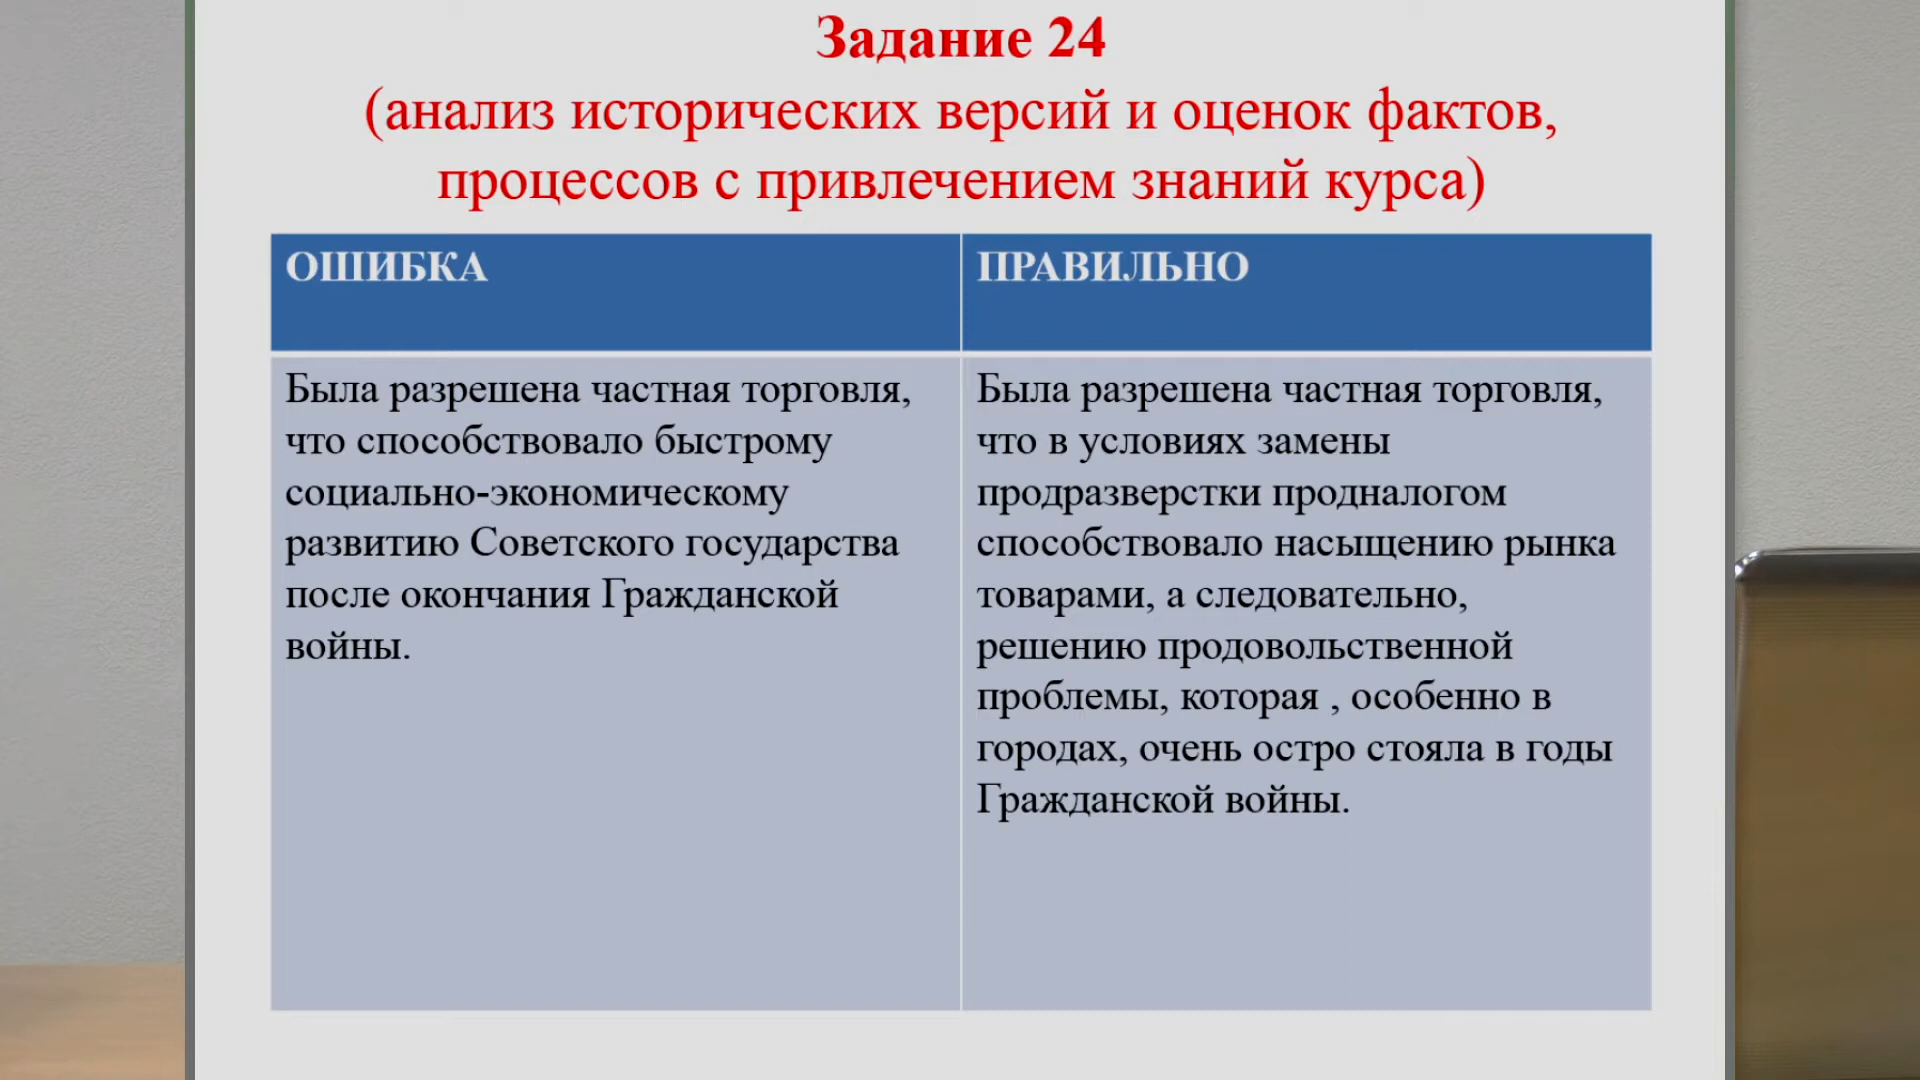 Задание 24
(анализ исторических версий и оценок фактов,
процессов с привлечением знаний курса)
ОШИБКА
ПРАВИЛЬНО
Была разрешена частная торговля,
что способствовало быстрому
социально-экономическому
развитию Советского государства
после окончания Гражданской
войны.
Была разрешена частная торговля,
что в условиях замены
продразверстки продналогом
способствовало насыщению рынка
товарами, а следовательно,
решению продовольственной
проблемы, которая , особенно в
городах, очень остро стояла в годы
Гражданской войны.